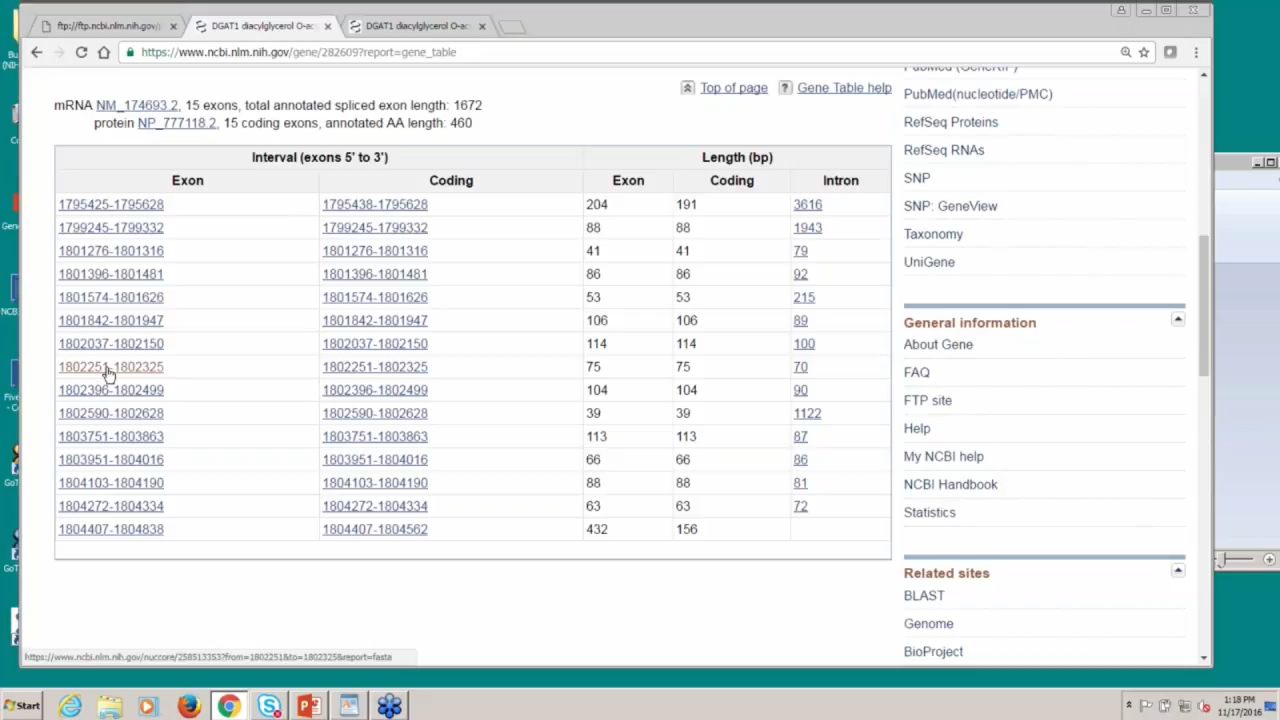 ftp://ftp.ncbi.nlm.nih.gov/
DGAT1 diacylglycerol O-ac
DGAT1 diacylglycerol O-ac
https://www.ncbi.nlm.nih.gov/gene/282609?report=gene_table
Top of page
Gene Table help
mRNA NM_174693.2, 15 exons, total annotated spliced exon length: 1672
protein NP_777118.2, 15 coding exons, annotated AA length: 460
Interval (exons 5' to 3') Length (bp)
Exon Coding Exon Coding Intron
1795425-1795628 1795438-1795628 204 191 3616
1799245-1799332 1799245-1799332 88 88 1943
1801276-1801316 1801276-1801316 41 41 79
1801396-1801481 1801396-1801481 86 86 92
1801574-1801626 1801574-1801626 53 53 215
1801842-1801947 1801842-1801947 106 106 89
1802037-1802150 1802037-1802150 114 114 100
1802251-1802325 1802251-1802325 75 75 70
1802396-1802499 1802396-1802499 104 104 90
1802590-1802628 1802590-1802628 39 39 1122
1803751-1803863 1803751-1803863 113 113 87
1803951-1804016 1803951-1804016 66 66 86
1804103-1804190 1804103-1804190 88 88 81
1804272-1804334 1804272-1804334 63 63 72
1804407-1804838 1804407-1804562 432 156
PubMed (GeneRIF)
PubMed(nucleotide/PMC)
RefSeq Proteins
RefSeq RNAs
SNP
SNP: GeneView
Taxonomy
UniGene
General information
About Gene
FAQ
FTP site
Help
My NCBI help
NCBI Handbook
Statistics
Related sites
BLAST
Genome
BioProject
https://www.ncbi.nlm.nih.gov/nuccore/258513353?from=1802251&to=1802325&report=fasta
Start
1:18 PM
11/17/2016